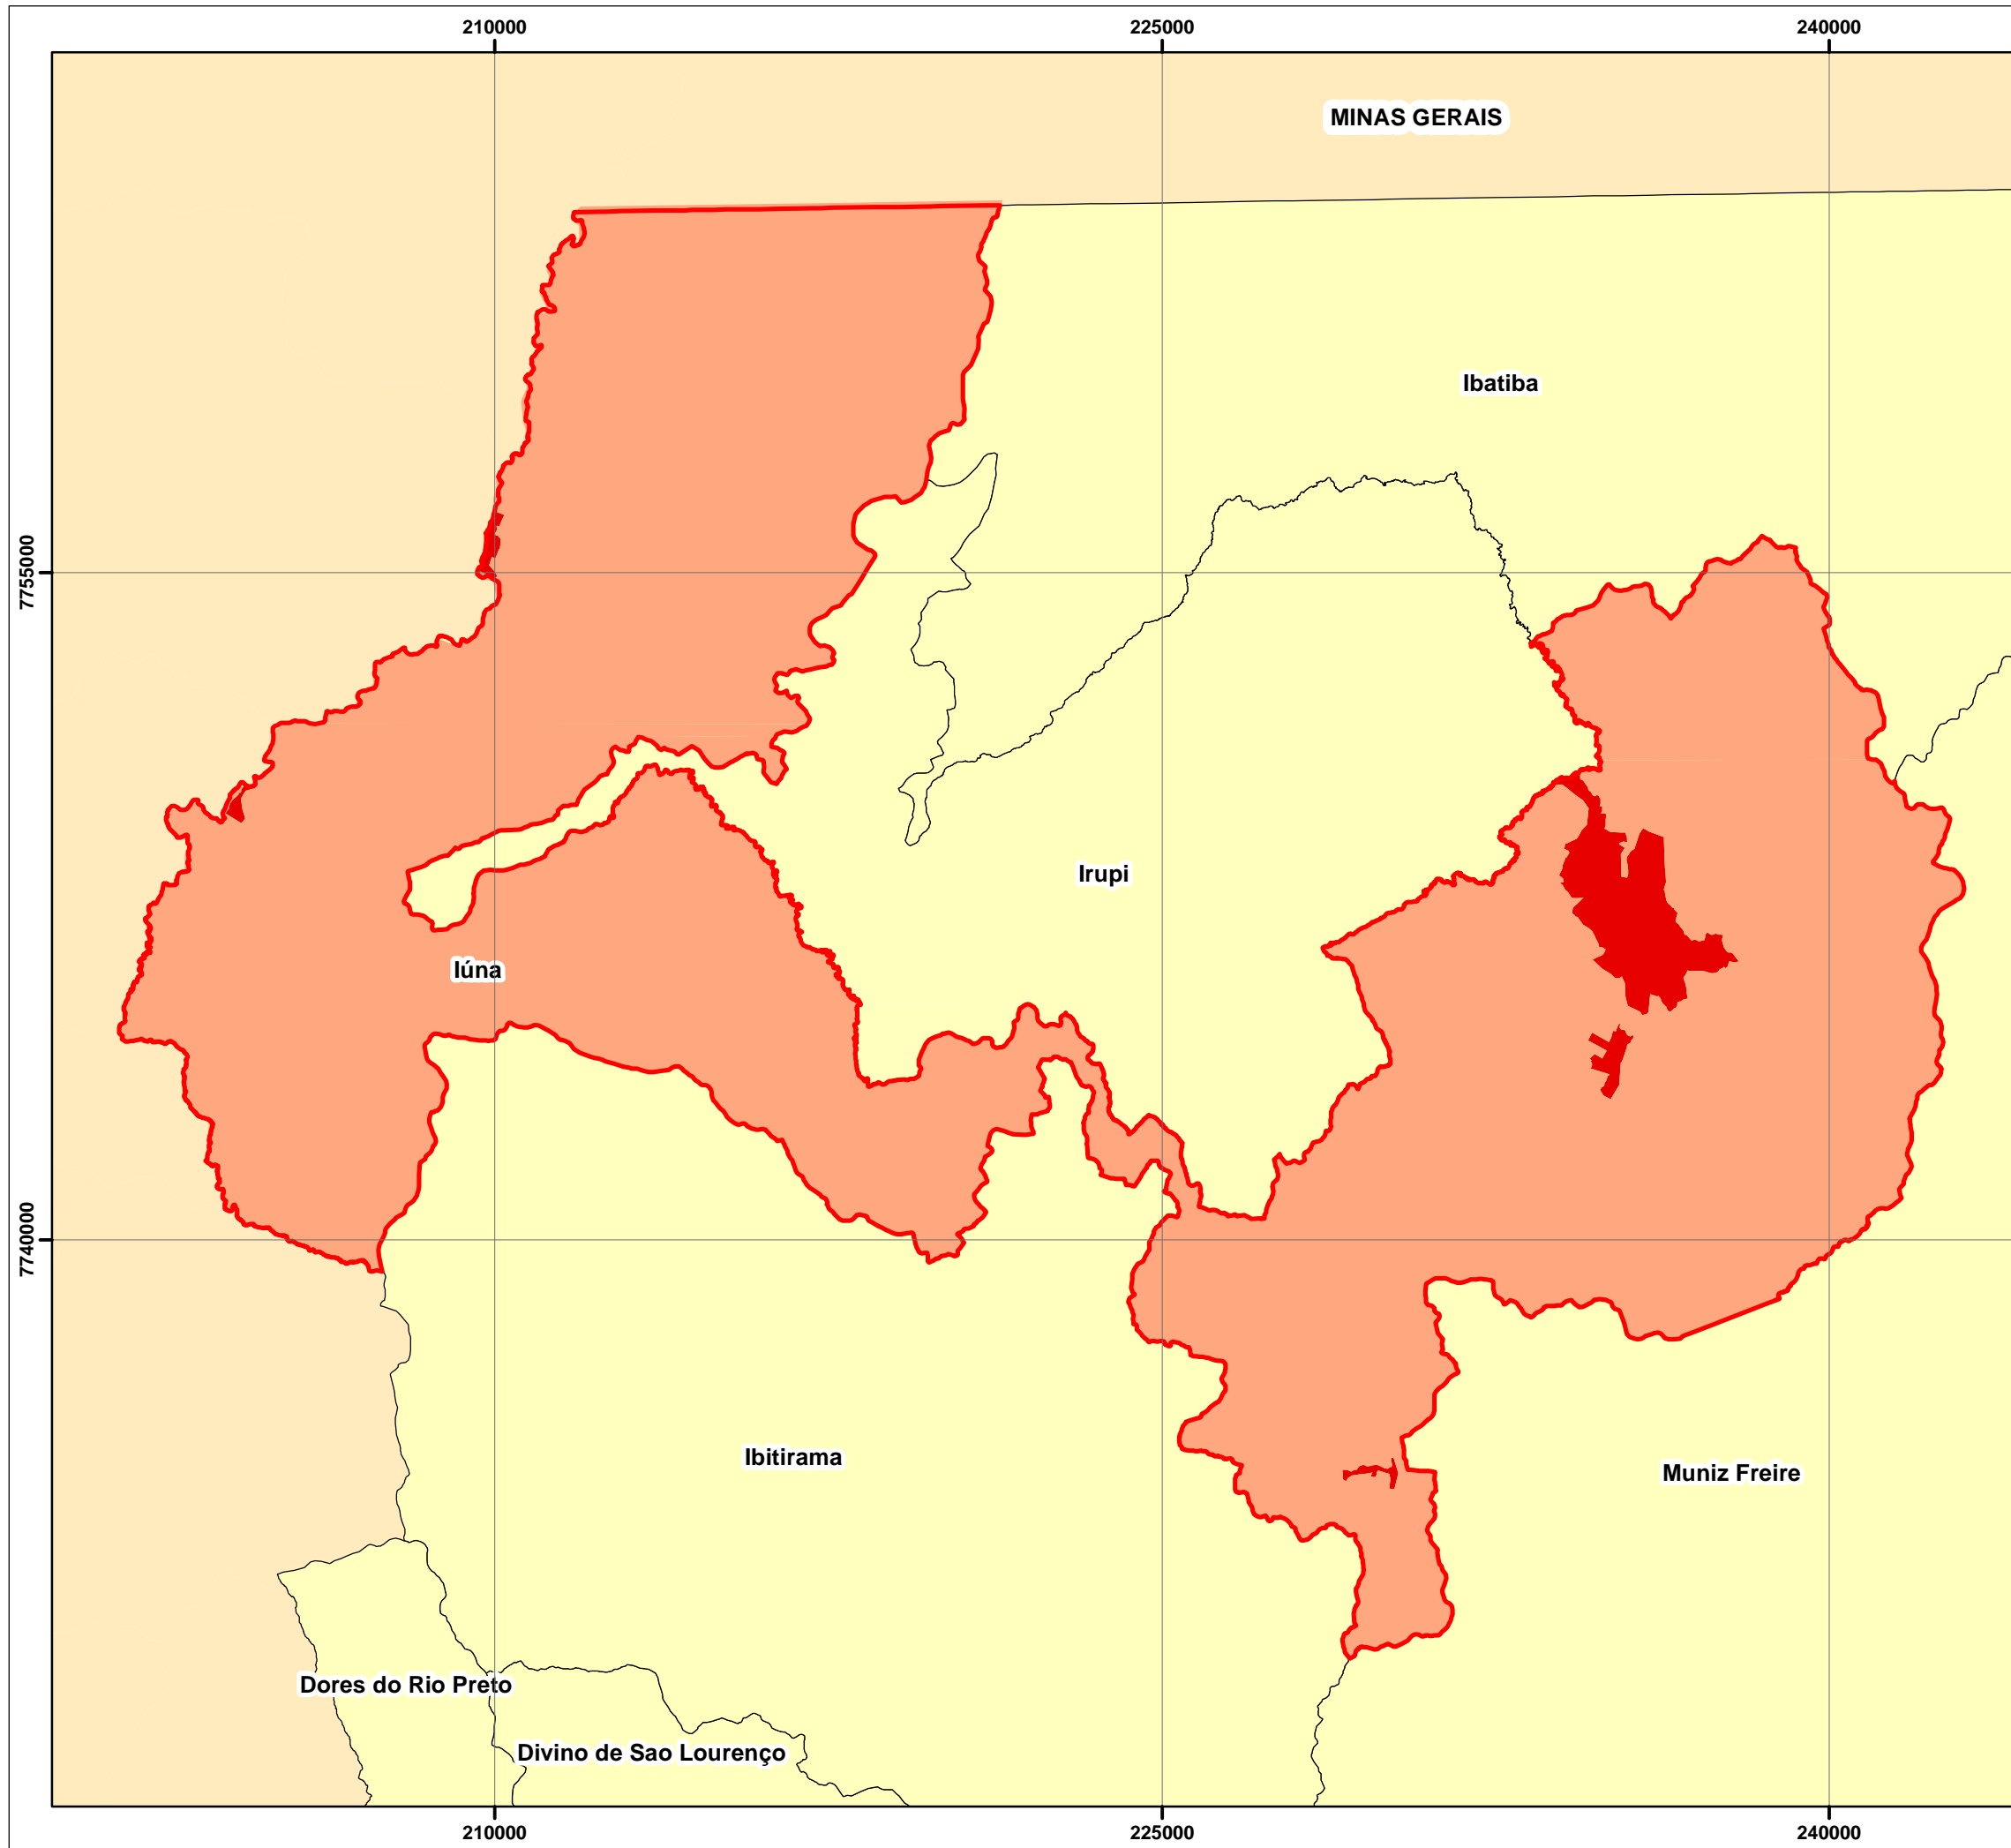 210000 225000 240000
MINAS GERAIS
Ibatiba
7755000
Irupi
Iúna
7740000
Ibitirama
Muniz Freire
Dores do Rio Preto
Divino de Sao Lourenço
210000 225000 240000